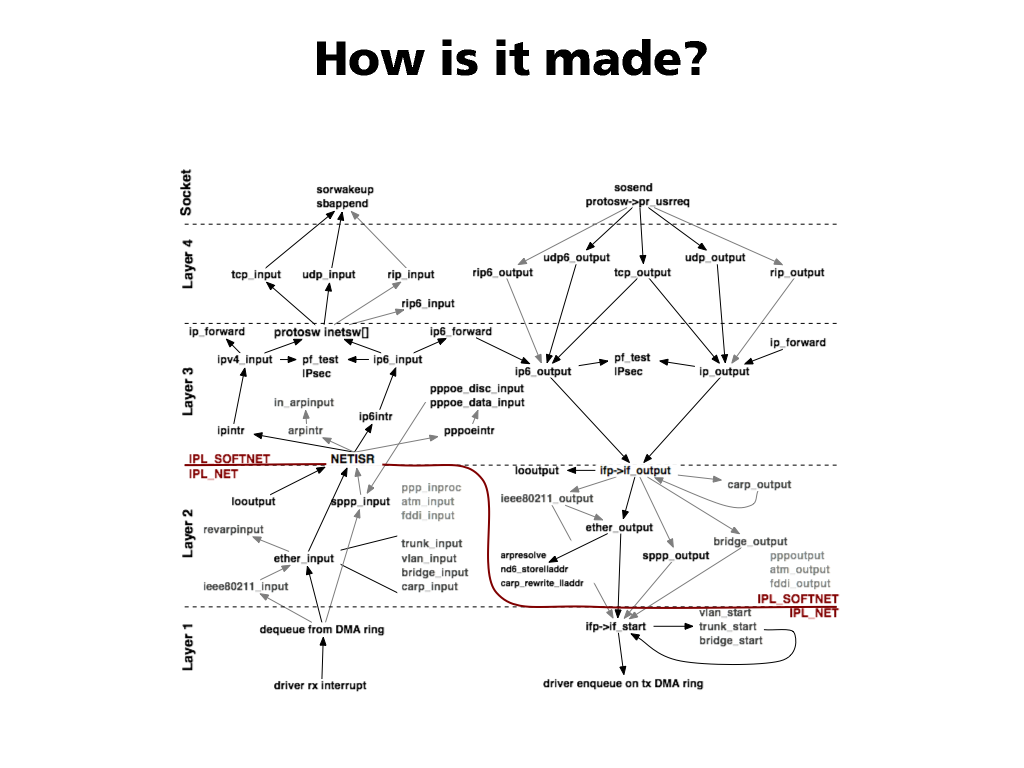 How is it made?
Socket
sorwakeup
sbappend
sosend
protosw->pr_usrreq
Layer 4
tcp_input
udp_input
rip_input
rip6_input
rip6_output
udp6_output
tcp_output
udp_output
rip_output
Layer 3
ip_forward
protosw inetsw[]
ip6_forward
ipv4_input
pf_test
IPsec
ip6_input
ip6_output
pf_test
IPsec
ip_output
ip_forward
in_arpinput
pppoe_disc_input
pppoe_data_input
ip6intr
ipintr
arpintr
pppoeintr
IPL_SOFTNET
IPL_NET
NETISR
Layer 2
looutput
sppp_input
ppp_inproc
atm_input
fddi_input
revarpinput
ether_input
trunk_input
vlan_input
bridge_input
carp_input
ieee80211_input
looutput
ifp->if_output
carp_output
ieee80211_output
ether_output
bridge_output
arpresolve
nd6_storelladdr
carp_rewrite_lladdr
sppp_output
pppoutput
atm_output
fddi_output
IPL_SOFTNET
IPL_NET
Layer 1
dequeue from DMA ring
driver rx interrupt
ifp->if_start
vlan_start
trunk_start
bridge_start
driver enqueue on tx DMA ring